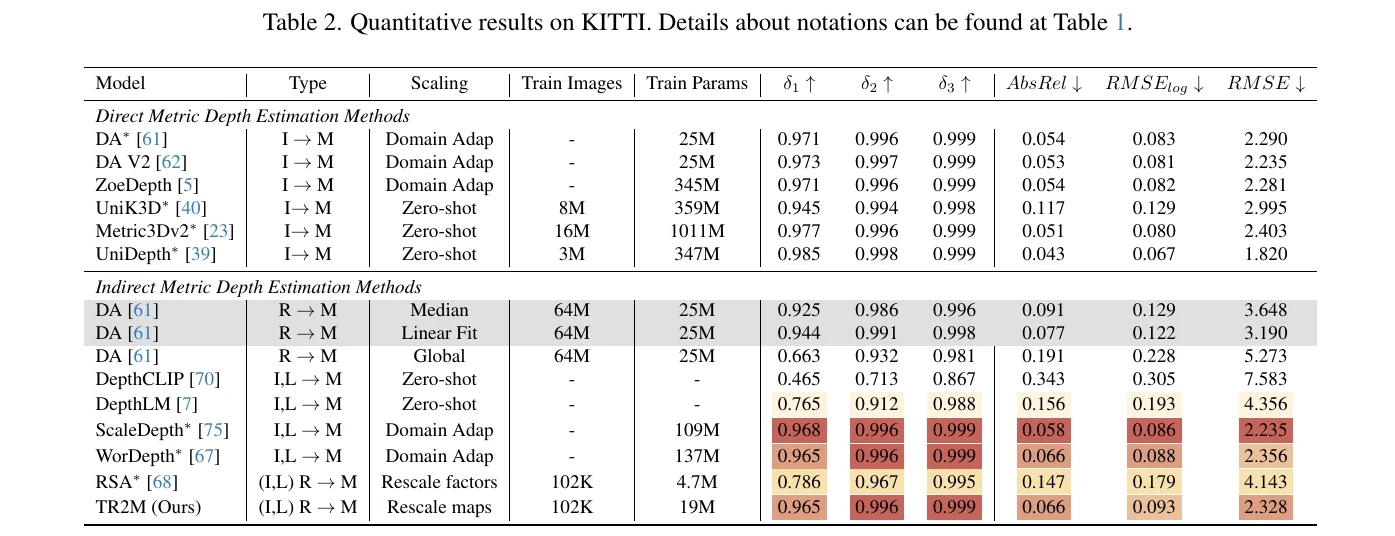 Table 2. Quantitative results on KITTI. Details about notations can be found at Table 1.
Model Type Scaling Train Images Train Params δ1 ↑ δ2 ↑ δ3 ↑ AbsRel ↓ RMSElog ↓ RMSE ↓
Direct Metric Depth Estimation Methods
DA* [61] I → M Domain Adap - 25M 0.971 0.996 0.999 0.054 0.083 2.290
DA V2 [62] I → M Domain Adap - 25M 0.973 0.997 0.999 0.053 0.081 2.235
ZoeDepth [5] I → M Domain Adap - 345M 0.971 0.996 0.999 0.054 0.082 2.281
UniK3D* [40] I→ M Zero-shot 8M 359M 0.945 0.994 0.998 0.117 0.129 2.995
Metric3Dv2* [23] I→ M Zero-shot 16M 1011M 0.977 0.996 0.999 0.051 0.080 2.403
UniDepth* [39] I→ M Zero-shot 3M 347M 0.985 0.998 0.999 0.043 0.067 1.820
Indirect Metric Depth Estimation Methods
DA [61] R → M Median 64M 25M 0.925 0.986 0.996 0.091 0.129 3.648
DA [61] R → M Linear Fit 64M 25M 0.944 0.991 0.998 0.077 0.122 3.190
DA [61] R → M Global 64M 25M 0.663 0.932 0.981 0.191 0.228 5.273
DepthCLIP [70] I,L → M Zero-shot - - 0.465 0.713 0.867 0.343 0.305 7.583
DepthLM [7] I,L → M Zero-shot - - 0.765 0.912 0.988 0.156 0.193 4.356
ScaleDepth* [75] I,L → M Domain Adap - 109M 0.968 0.996 0.999 0.058 0.086 2.235
WorDepth* [67] I,L → M Domain Adap - 137M 0.965 0.996 0.999 0.066 0.088 2.356
RSA* [68] (I,L) R → M Rescale factors 102K 4.7M 0.786 0.967 0.995 0.147 0.179 4.143
TR2M (Ours) (I,L) R → M Rescale maps 102K 19M 0.965 0.996 0.999 0.066 0.093 2.328